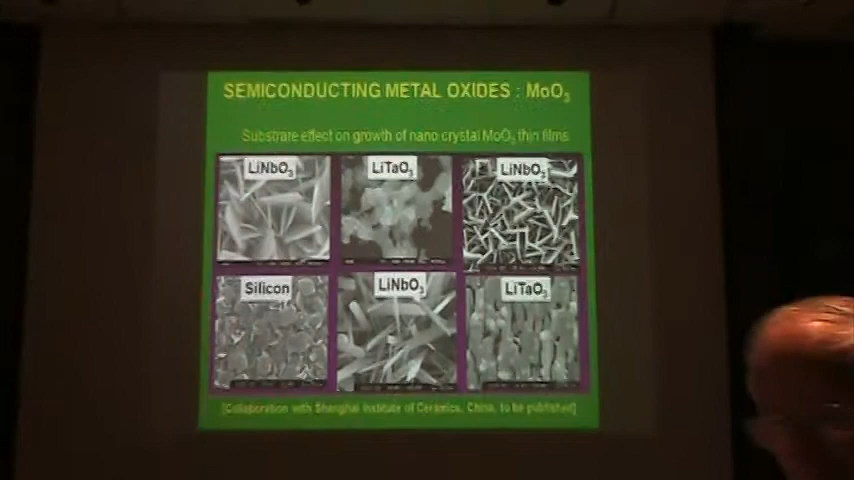 SEMICONDUCTING METAL OXIDES : MoO₃
Substrate effect on growth of nano crystal MoO₃ thin films
LiNbO₃
LiTaO₃
LiNbO₃
Silicon
LiNbO₃
LiTaO₃
[Collaboration with Shanghai Institute of Ceramics, China, to be published]